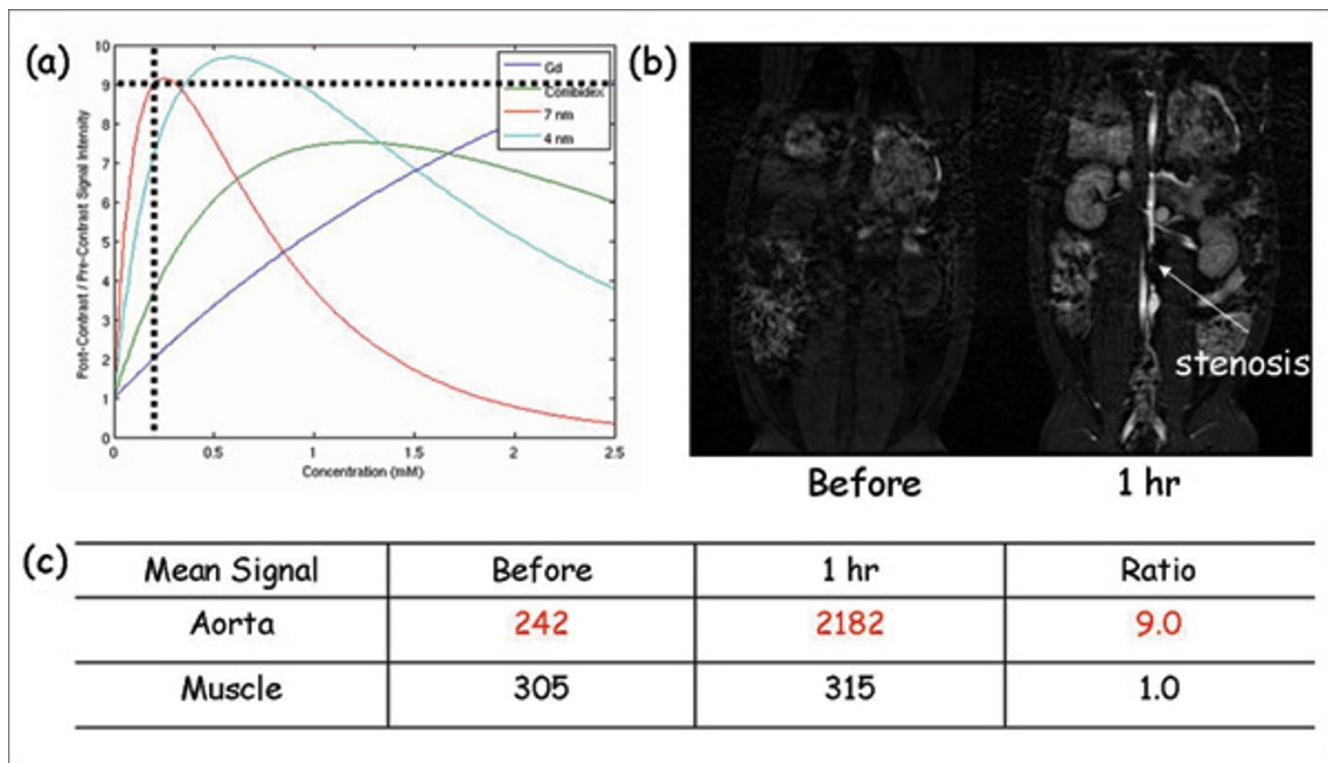 (a)
10
9
8
7
6
5
4
3
2
1
0
Post-Contrast / Pre-Contrast Signal Intensity
Gd
Combidex
7 nm
4 nm
0 0.5 1 1.5 2 2.5
Concentration (mM)
(b)
stenosis
Before 1 hr
(c)
Mean Signal Before 1 hr Ratio
Aorta 242 2182 9.0
Muscle 305 315 1.0